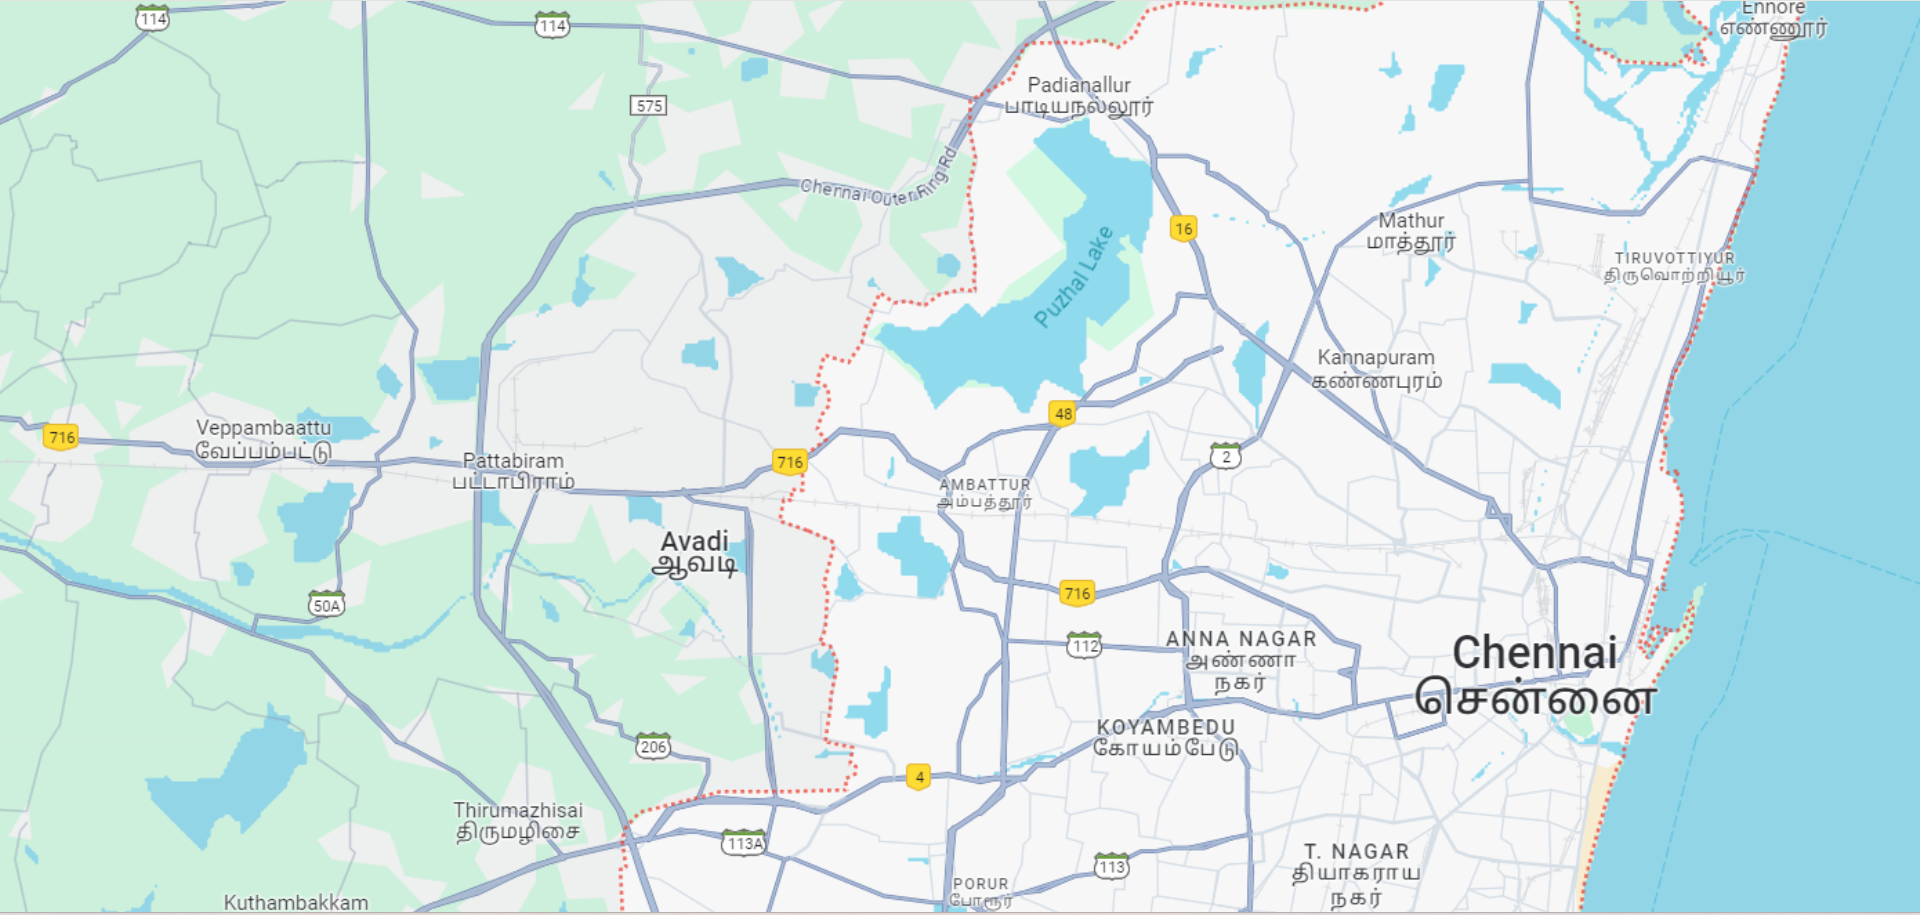 114
114
Ennore
எண்ணூர்
Padianallur
பாடியநல்லூர்
575
Chennai Outer Ring Rd
16
Mathur
மாத்தூர்
TIRUVOTTIYUR
திருவொற்றியூர்
Puzhal Lake
Kannapuram
கண்ணபுரம்
48
716
Veppambaattu
வேப்பம்பட்டு
Pattabiram
பட்டாபிராம்
716
2
AMBATTUR
அம்பத்தூர்
Avadi
ஆவடி
50A
716
112
ANNA NAGAR
அண்ணா
நகர்
Chennai
சென்னை
206
KOYAMBEDU
கோயம்பேடு
4
Thirumazhisai
திருமழிசை
113A
113
T. NAGAR
தியாகராய
நகர்
PORUR
போரூர்
Kuthambakkam